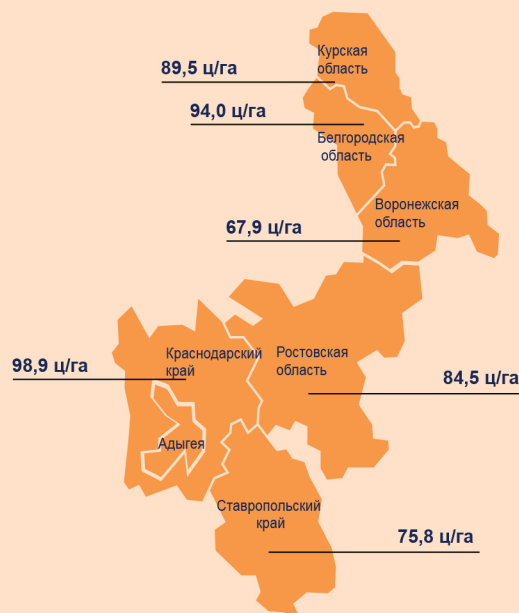 Курская
область
89,5 ц/га
94,0 ц/га
Белгородская
область
Воронежская
область
67,9 ц/га
Краснодарский
край
Ростовская
область
98,9 ц/га
84,5 ц/га
Адыгея
Ставропольский
край
75,8 ц/га